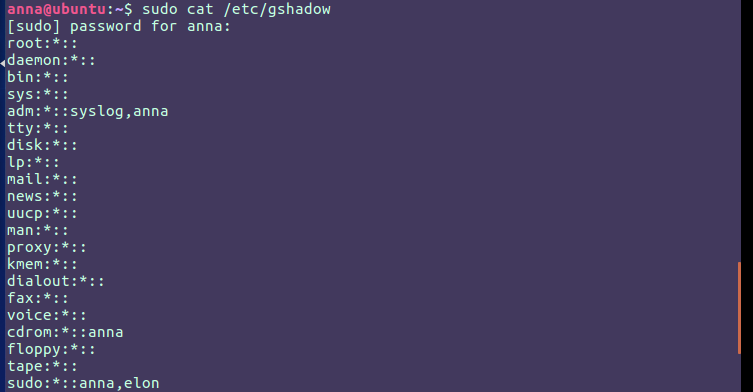 anna@ubuntu:~$ sudo cat /etc/gshadow
[sudo] password for anna:
root:*::
daemon:*::
bin:*::
sys:*::
adm:*::syslog,anna
tty:*::
disk:*::
lp:*::
mail:*::
news:*::
uucp:*::
man:*::
proxy:*::
kmem:*::
dialout:*::
fax:*::
voice:*::
cdrom:*::anna
floppy:*::
tape:*::
sudo:*::anna,elon